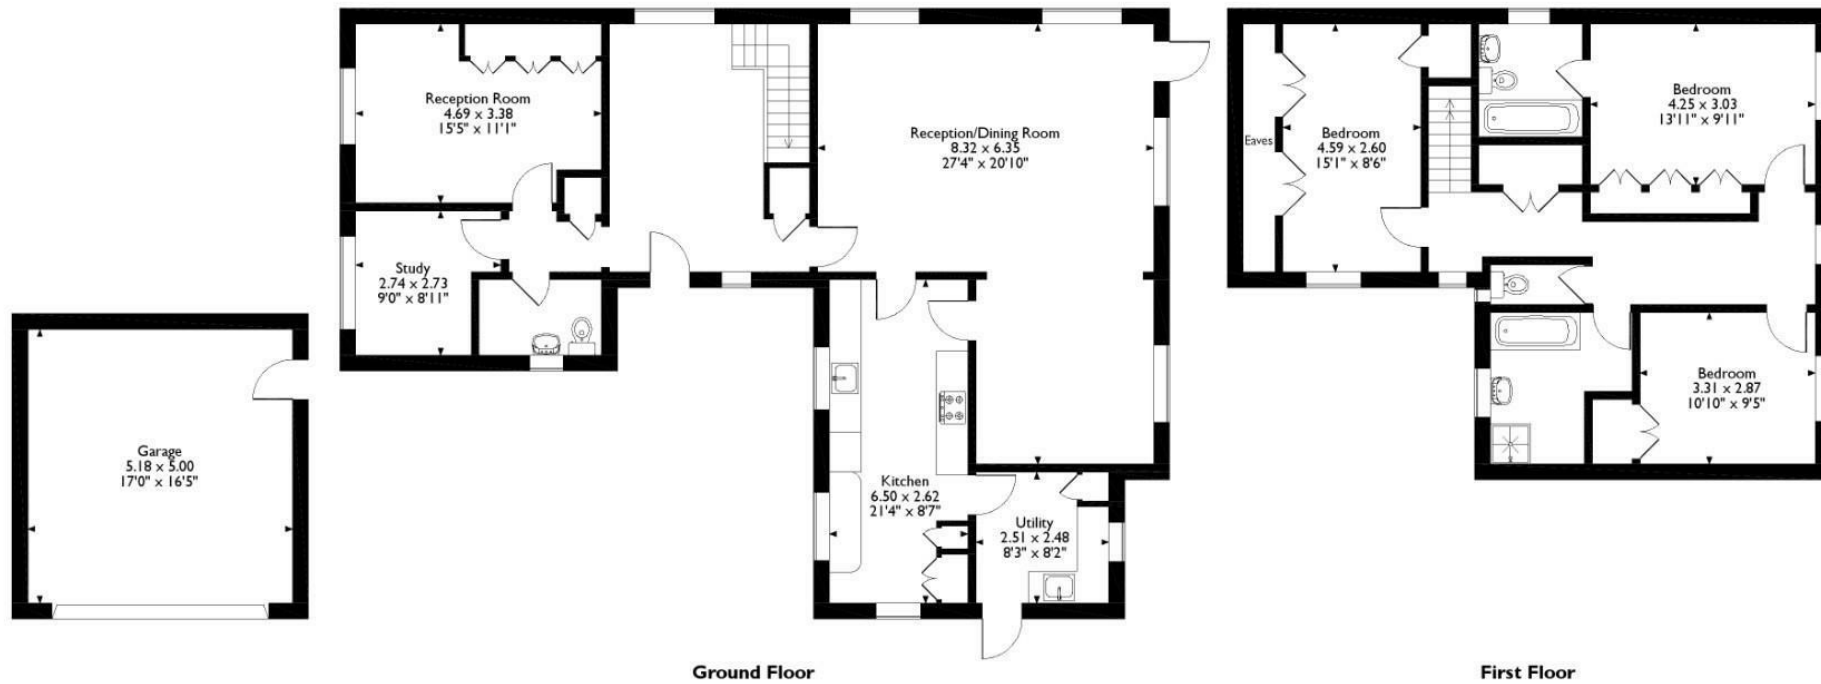 Reception Room
4.69 x 3.38
15'5" x 11'1"
Study
2.74 x 2.73
9'0" x 8'11"
Garage
5.18 x 5.00
17'0" x 16'5"
Reception/Dining Room
8.32 x 6.35
27'4" x 20'10"
Kitchen
6.50 x 2.62
21'4" x 8'7"
Utility
2.51 x 2.48
8'3" x 8'2"
Ground Floor
Eaves
Bedroom
4.59 x 2.60
15'1" x 8'6"
Bedroom
4.25 x 3.03
13'11" x 9'11"
Bedroom
3.31 x 2.87
10'10" x 9'5"
First Floor